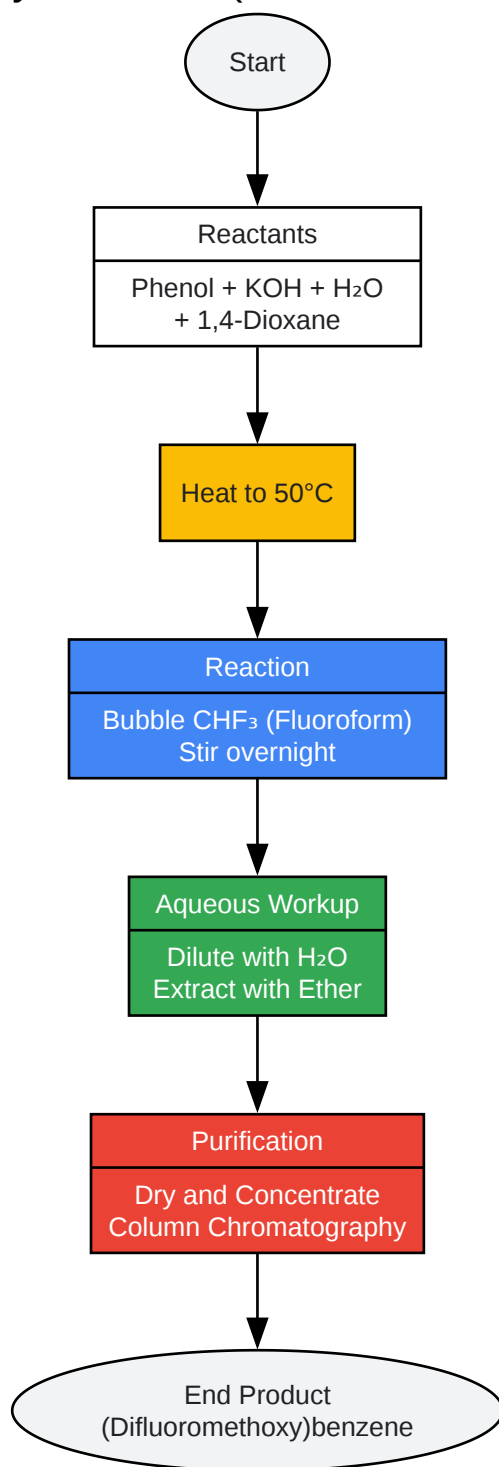 Start
Reactants
Phenol + KOH + H₂O
+ 1,4-Dioxane
Heat to 50°C
Reaction
Bubble CHF₃ (Fluoroform)
Stir overnight
Aqueous Workup
Dilute with H₂O
Extract with Ether
Purification
Dry and Concentrate
Column Chromatography
End Product
(Difluoromethoxy)benzene